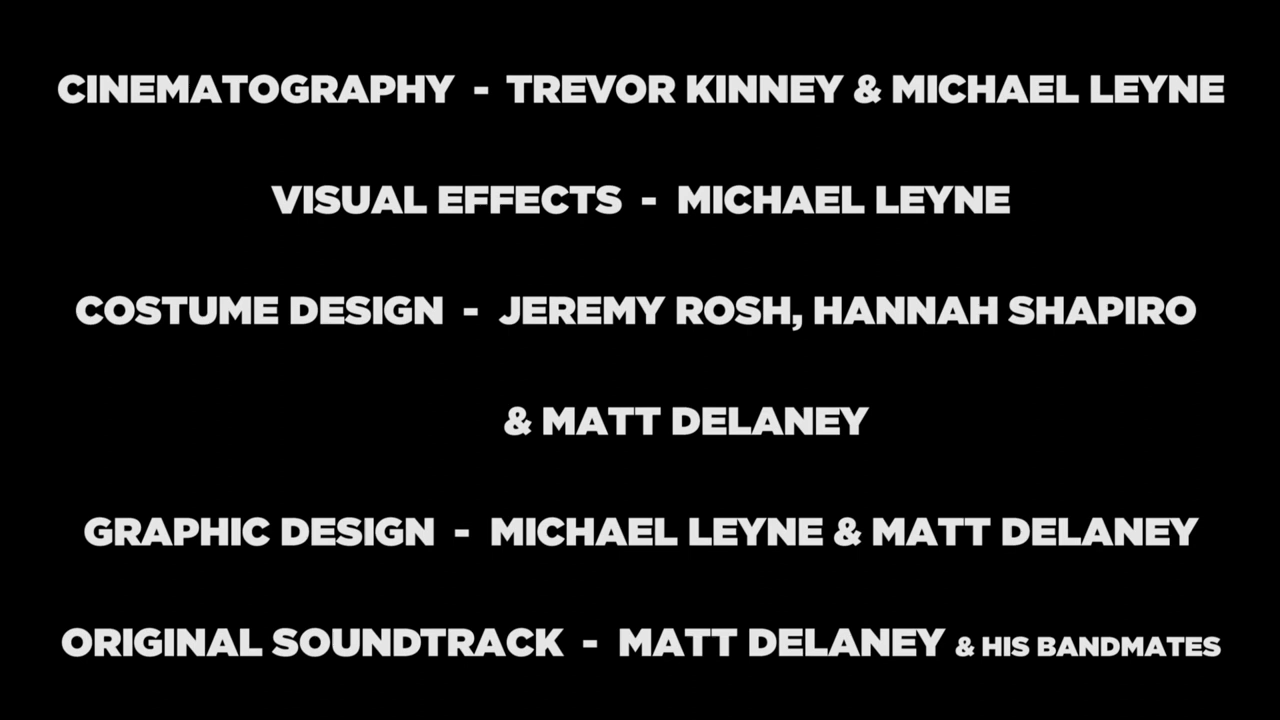 CINEMATOGRAPHY - TREVOR KINNEY & MICHAEL LEYNE
VISUAL EFFECTS - MICHAEL LEYNE
COSTUME DESIGN - JEREMY ROSH, HANNAH SHAPIRO
& MATT DELANEY
GRAPHIC DESIGN - MICHAEL LEYNE & MATT DELANEY
ORIGINAL SOUNDTRACK - MATT DELANEY & HIS BANDMATES